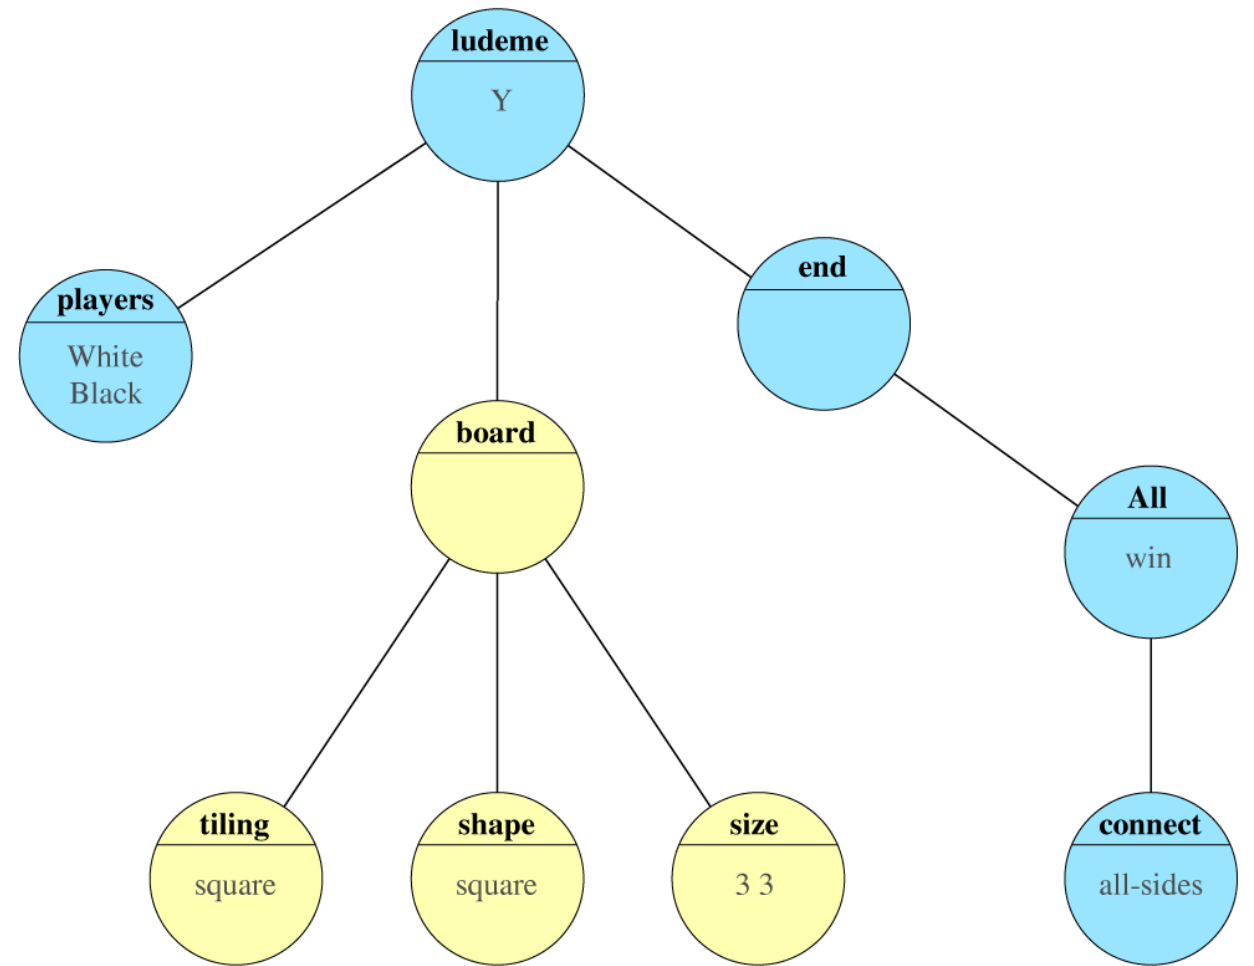 ludeme
Y
end
players
White
Black
board
All
win
tiling
square
shape
square
size
3 3
connect
all-sides